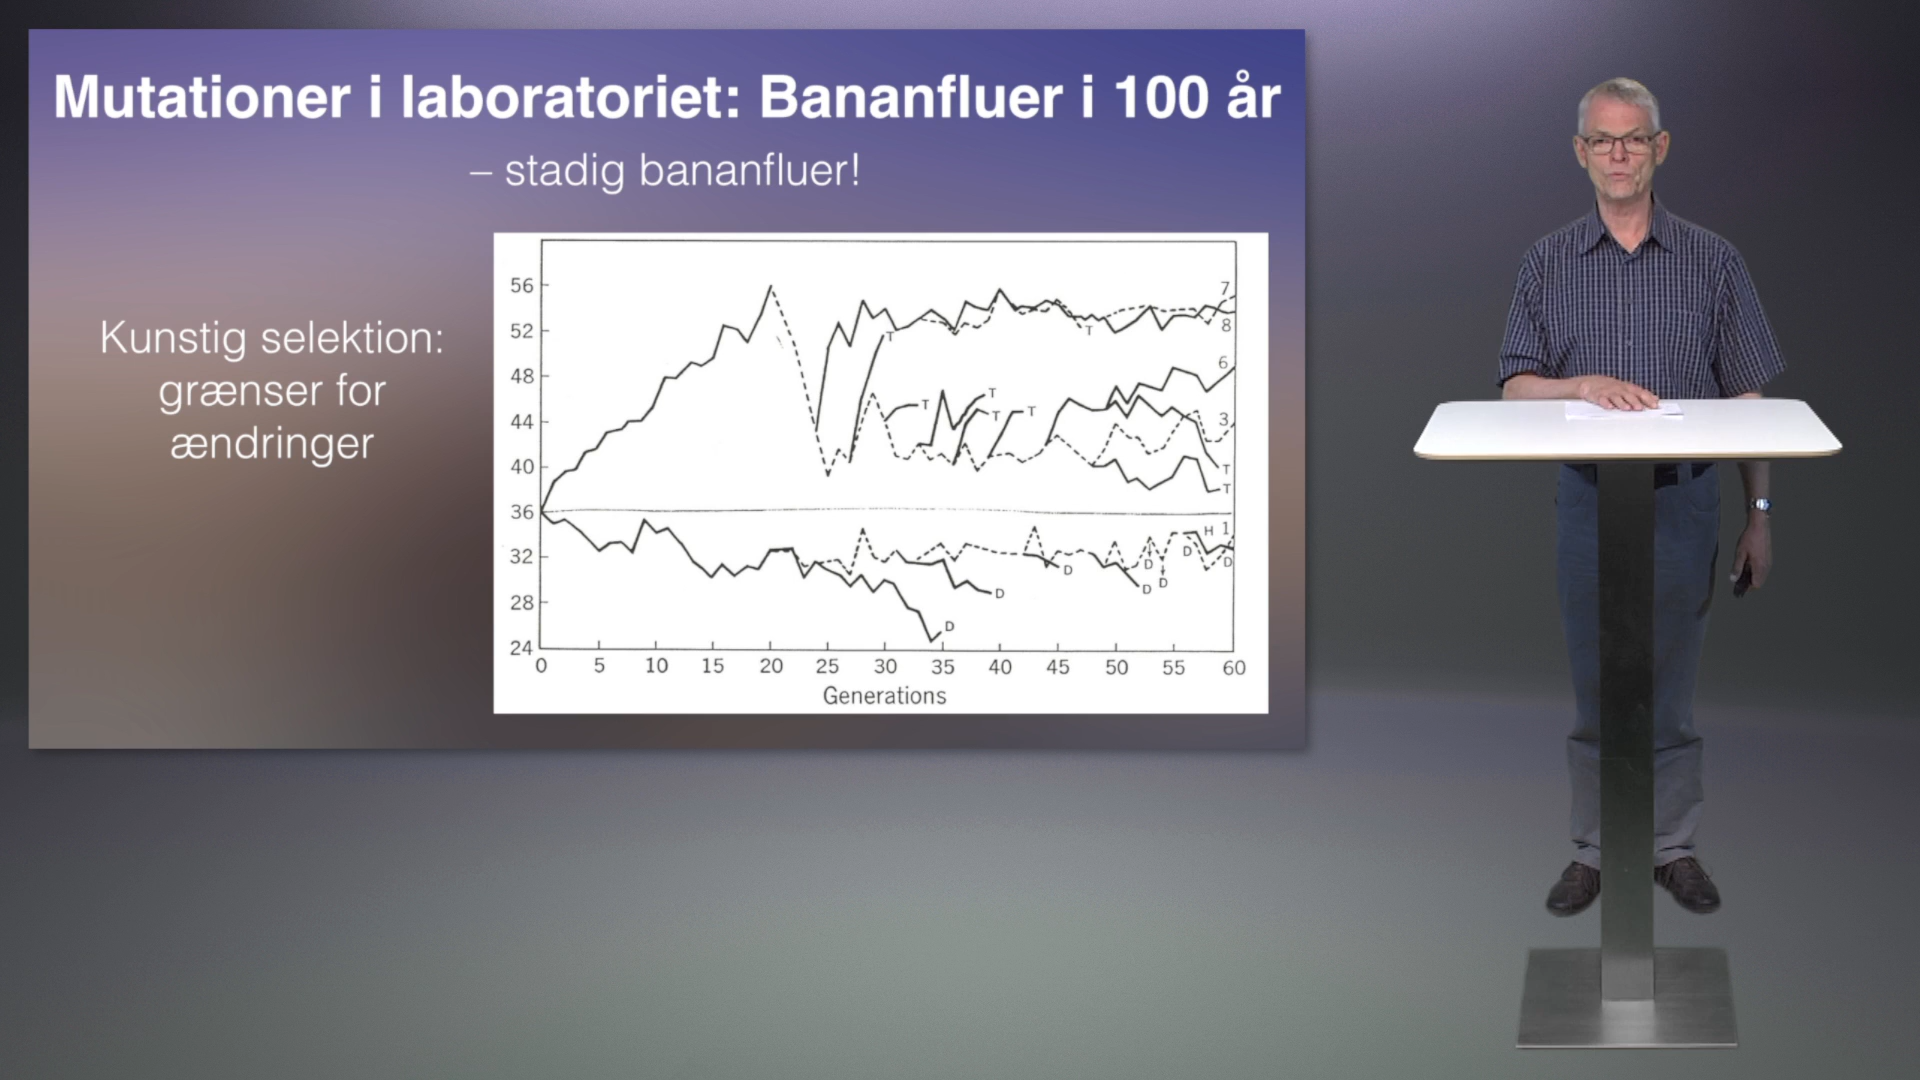 Mutationer i laboratoriet: Bananfluer i 100 år
– stadig bananfluer!
Kunstig selektion:
grænser for
ændringer
56
52
48
44
40
36
32
28
24
0 5 10 15 20 25 30 35 40 45 50 55 60
Generations
7
T
T
8
6
T
T
T
T
3
T
T
H 1
D
D
D
D
D
D
D
D